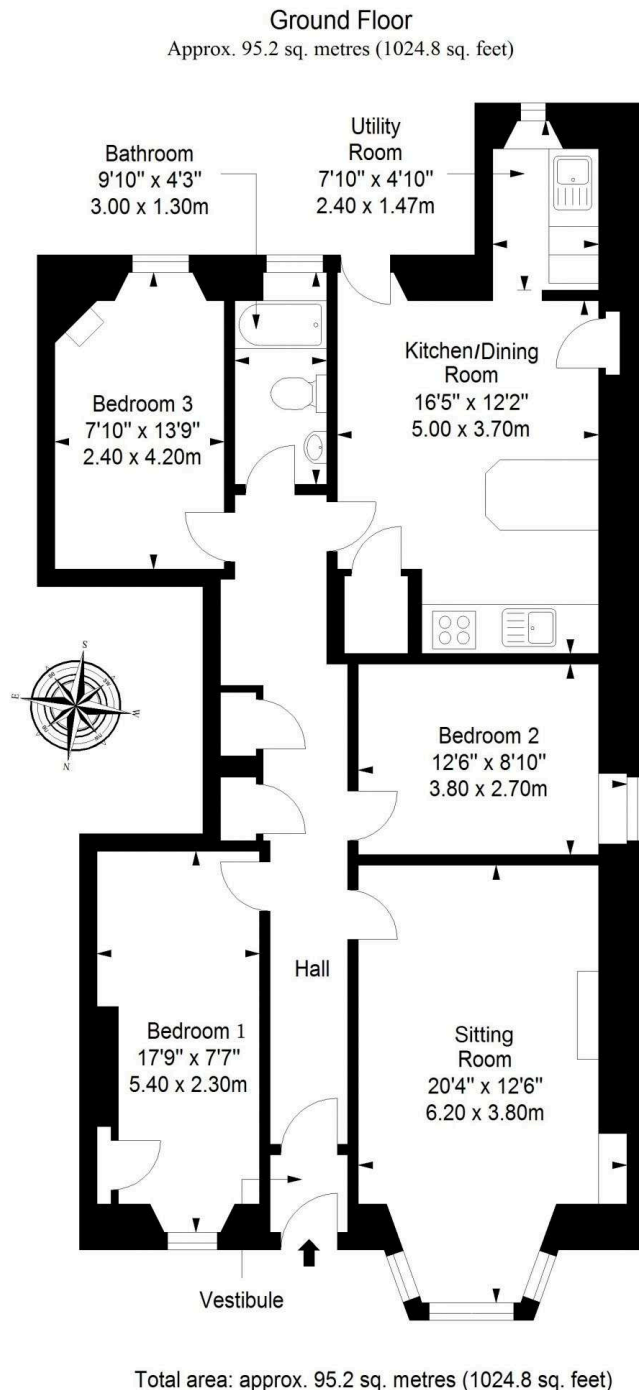 Ground Floor
Approx. 95.2 sq. metres (1024.8 sq. feet)
Bathroom
9'10" x 4'3"
3.00 x 1.30m
Utility
Room
7'10" x 4'10"
2.40 x 1.47m
Bedroom 3
7'10" x 13'9"
2.40 x 4.20m
Kitchen/Dining
Room
16'5" x 12'2"
5.00 x 3.70m
S
E
W
N
Bedroom 2
12'6" x 8'10"
3.80 x 2.70m
Hall
Bedroom 1
17'9" x 7'7"
5.40 x 2.30m
Sitting
Room
20'4" x 12'6"
6.20 x 3.80m
Vestibule
Total area: approx. 95.2 sq. metres (1024.8 sq. feet)